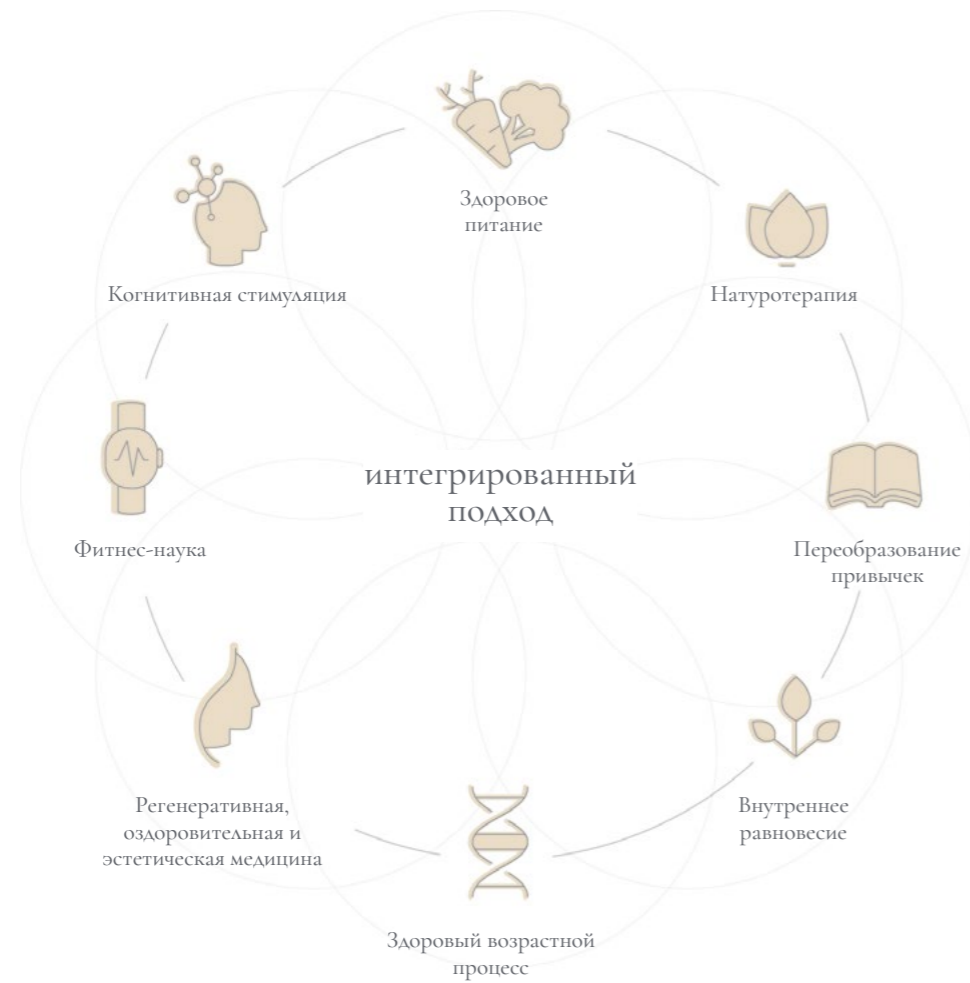 Здоровое
питание
Когнитивная стимуляция
Натуротерапия
интегрированный
подход
Фитнес-наука
Переобразование
привычек
Регенеративная,
оздоровительная и
эстетическая медицина
Внутреннее
равновесие
Здоровый возрастной
процесс